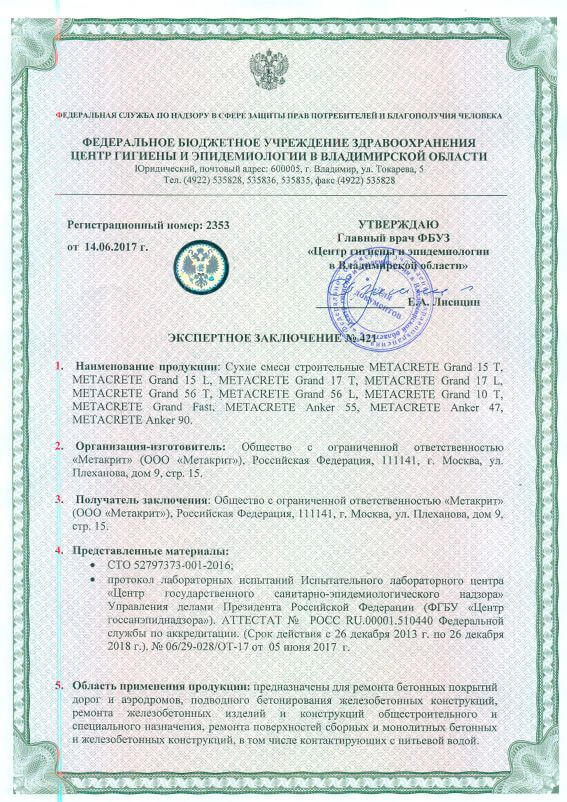 ФЕДЕРАЛЬНАЯ СЛУЖБА ПО НАДЗОРУ В СФЕРЕ ЗАЩИТЫ ПРАВ ПОТРЕБИТЕЛЕЙ И БЛАГОПОЛУЧИЯ ЧЕЛОВЕКА
ФЕДЕРАЛЬНОЕ БЮДЖЕТНОЕ УЧРЕЖДЕНИЕ ЗДРАВООХРАНЕНИЯ
ЦЕНТР ГИГИЕНЫ И ЭПИДЕМИОЛОГИИ В ВЛАДИМИРСКОЙ ОБЛАСТИ
Юридический, почтовый адрес: 600005, г. Владимир, ул. Токарева, 5
Тел. (4922) 535828, 535836, 535835, факс (4922) 535828
Регистрационный номер: 2353
от 14.06.2017 г.
УТВЕРЖДАЮ
Главный врач ФБУЗ
«Центр гигиены и эпидемиологии
в Владимирской области»
Е.А. Лисицин
ДОКУМЕНТОВ
ЭКСПЕРТНОЕ ЗАКЛЮЧЕНИЕ № 421
1. Наименование продукции: Сухие смеси строительные METACRETE Grand 15 T,
METACRETE Grand 15 L, METACRETE Grand 17 T, METACRETE Grand 17 L,
METACRETE Grand 56 T, METACRETE Grand 56 L, METACRETE Grand 10 T,
METACRETE Grand Fast, METACRETE Anker 55, METACRETE Anker 47,
METACRETE Anker 90.
2. Организация-изготовитель: Общество с ограниченной ответственностью
«Метакрит» (ООО «Метакрит»), Российская Федерация, 111141, г. Москва, ул.
Плеханова, дом 9, стр. 15.
3. Получатель заключения: Общество с ограниченной ответственностью «Метакрит»
(ООО «Метакрит»), Российская Федерация, 111141, г. Москва, ул. Плеханова, дом 9,
стр. 15.
4. Представленные материалы:
• СТО 52797373-001-2016;
• протокол лабораторных испытаний Испытательного лабораторного центра
«Центр государственного санитарно-эпидемиологического надзора»
Управления делами Президента Российской Федерации (ФГБУ «Центр
госсанэпиднадзора»). АТТЕСТАТ № РОСС RU.00001.510440 Федеральной
службы по аккредитации. (Срок действия с 26 декабря 2013 г. по 26 декабря
2018 г.). № 06/29-028/ОТ-17 от 05 июня 2017 г.
5. Область применения продукции: предназначены для ремонта бетонных покрытий
дорог и аэродромов, подводного бетонирования железобетонных конструкций,
ремонта железобетонных изделий и конструкций общестроительного и
специального назначения, ремонта поверхностей сборных и монолитных бетонных
и железобетонных конструкций, в том числе контактирующих с питьевой водой.